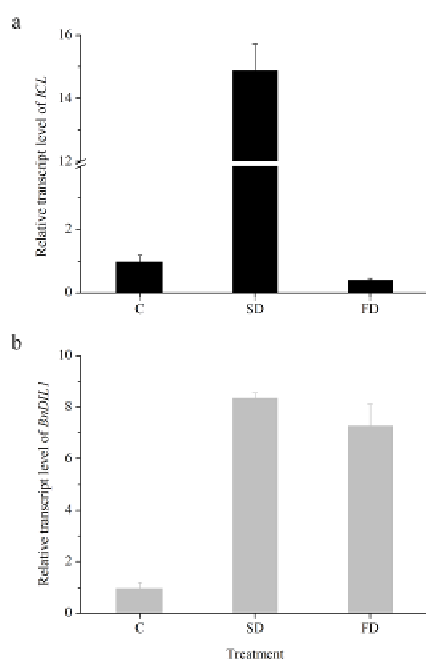 a
16
14
12
2
0
Relative transcript level of ICL
C SD FD
b
10
8
6
4
2
0
Relative transcript level of BnDIL1
C SD FD
Treatment